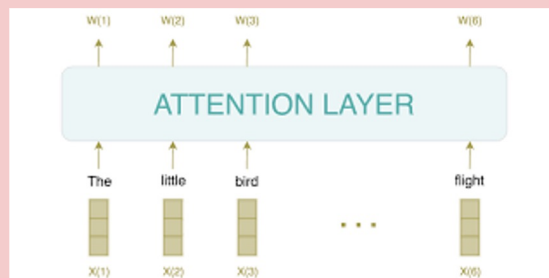 W(1) W(2) W(3) W(6)
ATTENTION LAYER
The little bird flight
. . .
X(1) X(2) X(3) X(6)